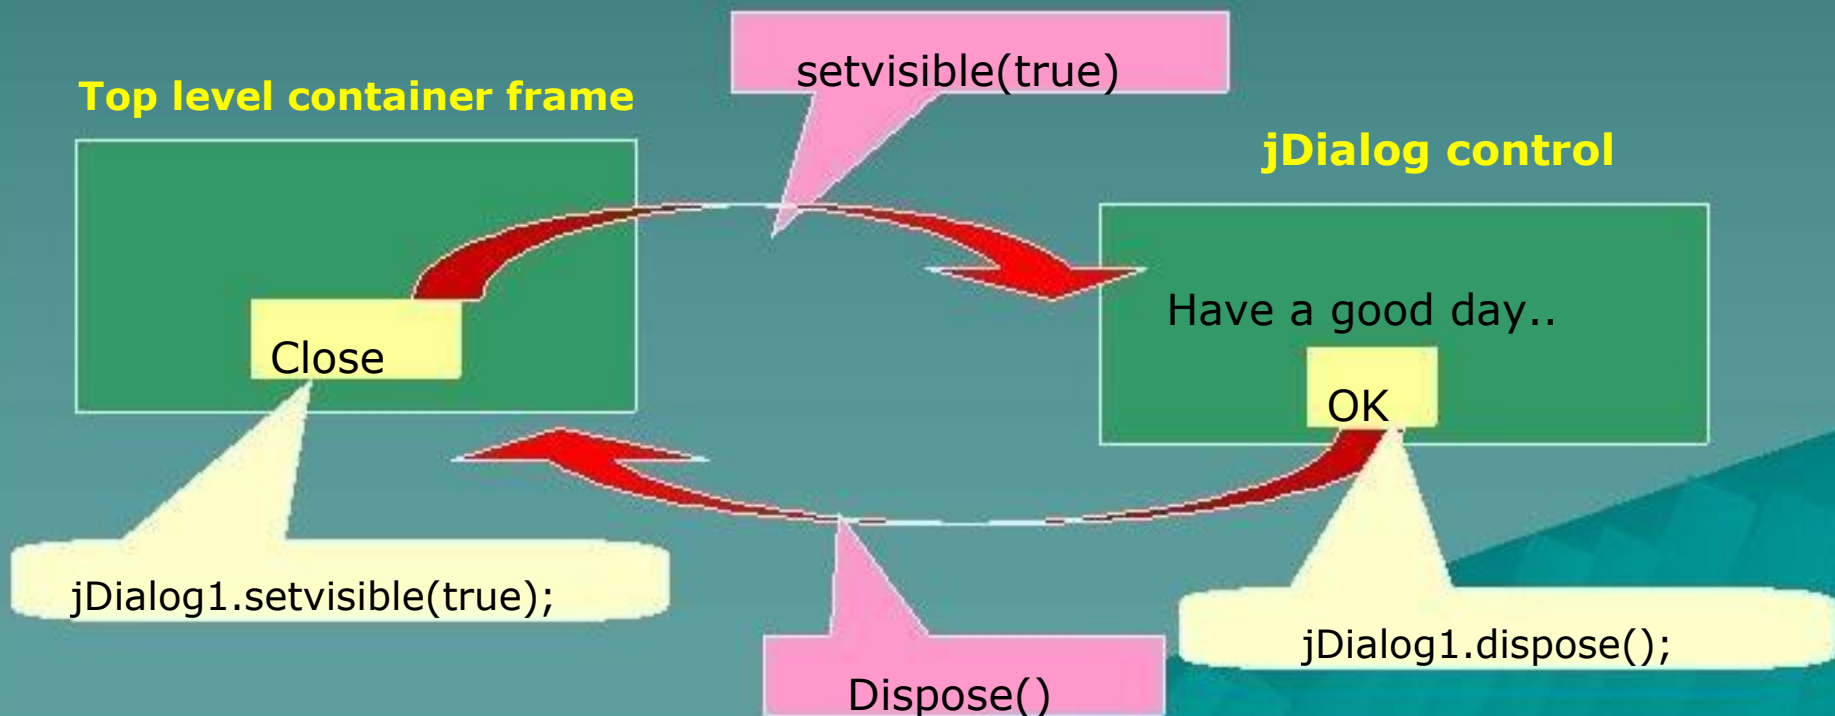 setvisible(true)
Top level container frame
jDialog control
Have a good day..
Close
OK
jDialog1.setvisible(true);
jDialog1.dispose();
Dispose()